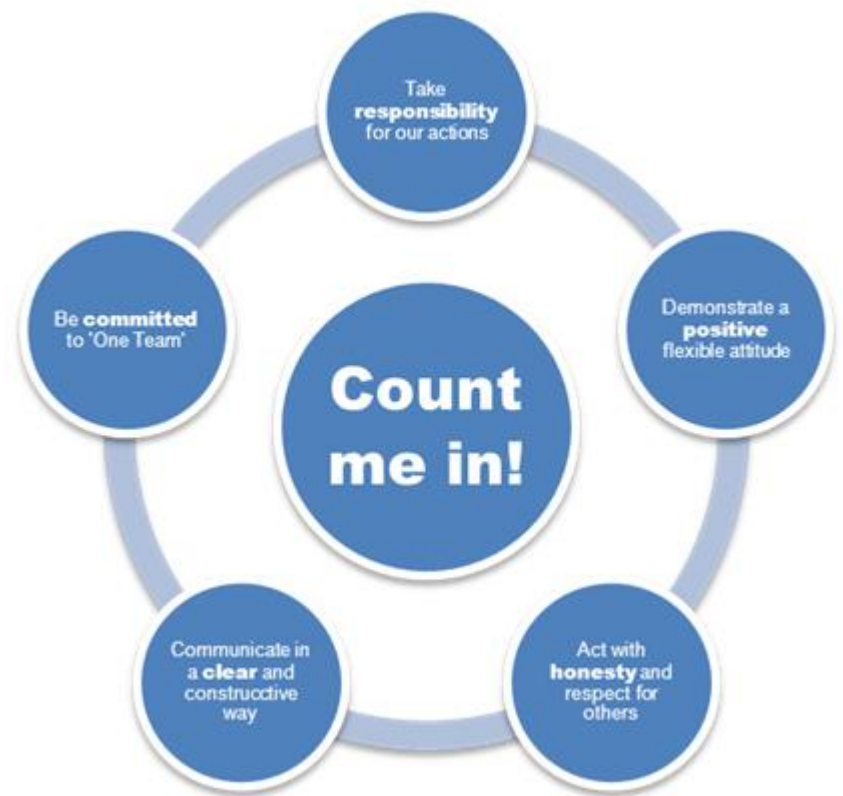 Take
responsibility
for our actions
Demonstrate a
positive
flexible attitude
Act with
honesty and
respect for
others
Communicate in
a clear and
construcctive
way
Be committed
to 'One Team'
Count
me in!